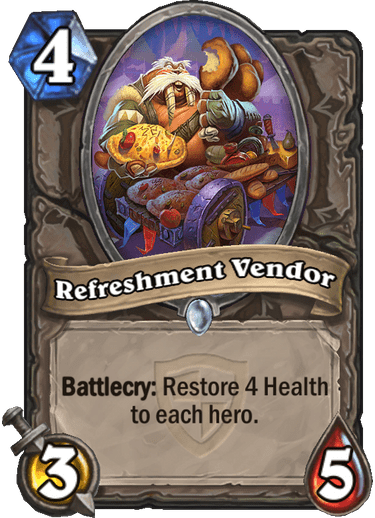 4
Refreshment Vendor
Battlecry: Restore 4 Health
to each hero.
3
5